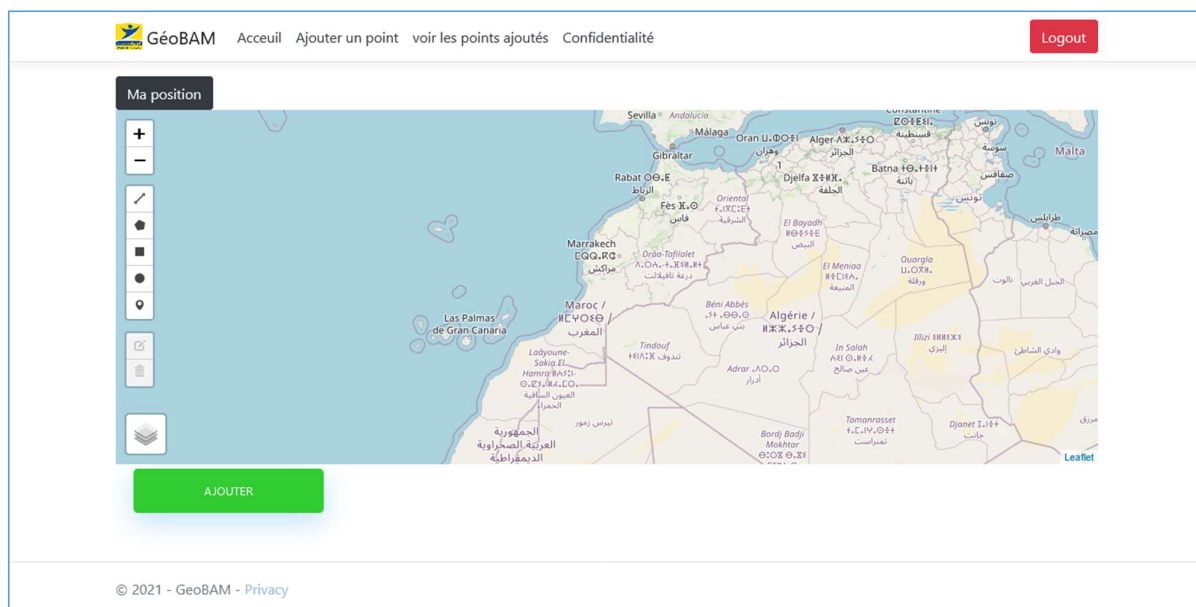 GéoBAM Acceuil Ajouter un point voir les points ajoutés Confidentialité Logout
Ma position
+
−
Sevilla
Andalucía
Málaga
Gibraltar
Oran
وهران
Alger
الجزائر
قسنطينة
تونس
سوسة
Malta
Rabat
الرباط
Fès
فاس
Oriental
الشرقية
Djelfa
الجلفة
Batna
باتنة
صفاقس
تونس
طرابلس
مصراتة
El Bayadh
البيض
Marrakech
مراكش
Drâa-Tafilalet
درعة تافيلالت
El Meniaa
المنيعة
Ouargla
ورقلة
نالوت
الجبل الغربي
Las Palmas
de Gran Canaria
Maroc /
المغرب
Béni Abbès
بني عباس
Algérie /
الجزائر
Laâyoune-
Sakia El
Hamra
العيون الساقية
الحمراء
Tindouf
تندوف
Adrar
أدرار
In Salah
عين صالح
Illizi
إليزي
وادي الشاطئ
تيرس زمور
الجمهورية
العربية الصحراوية
الديمقراطية
Bordj Badji
Mokhtar
Tamanrasset
تمنراست
Djanet
جانت
مرزق
Leaflet
AJOUTER
© 2021 - GeoBAM - Privacy